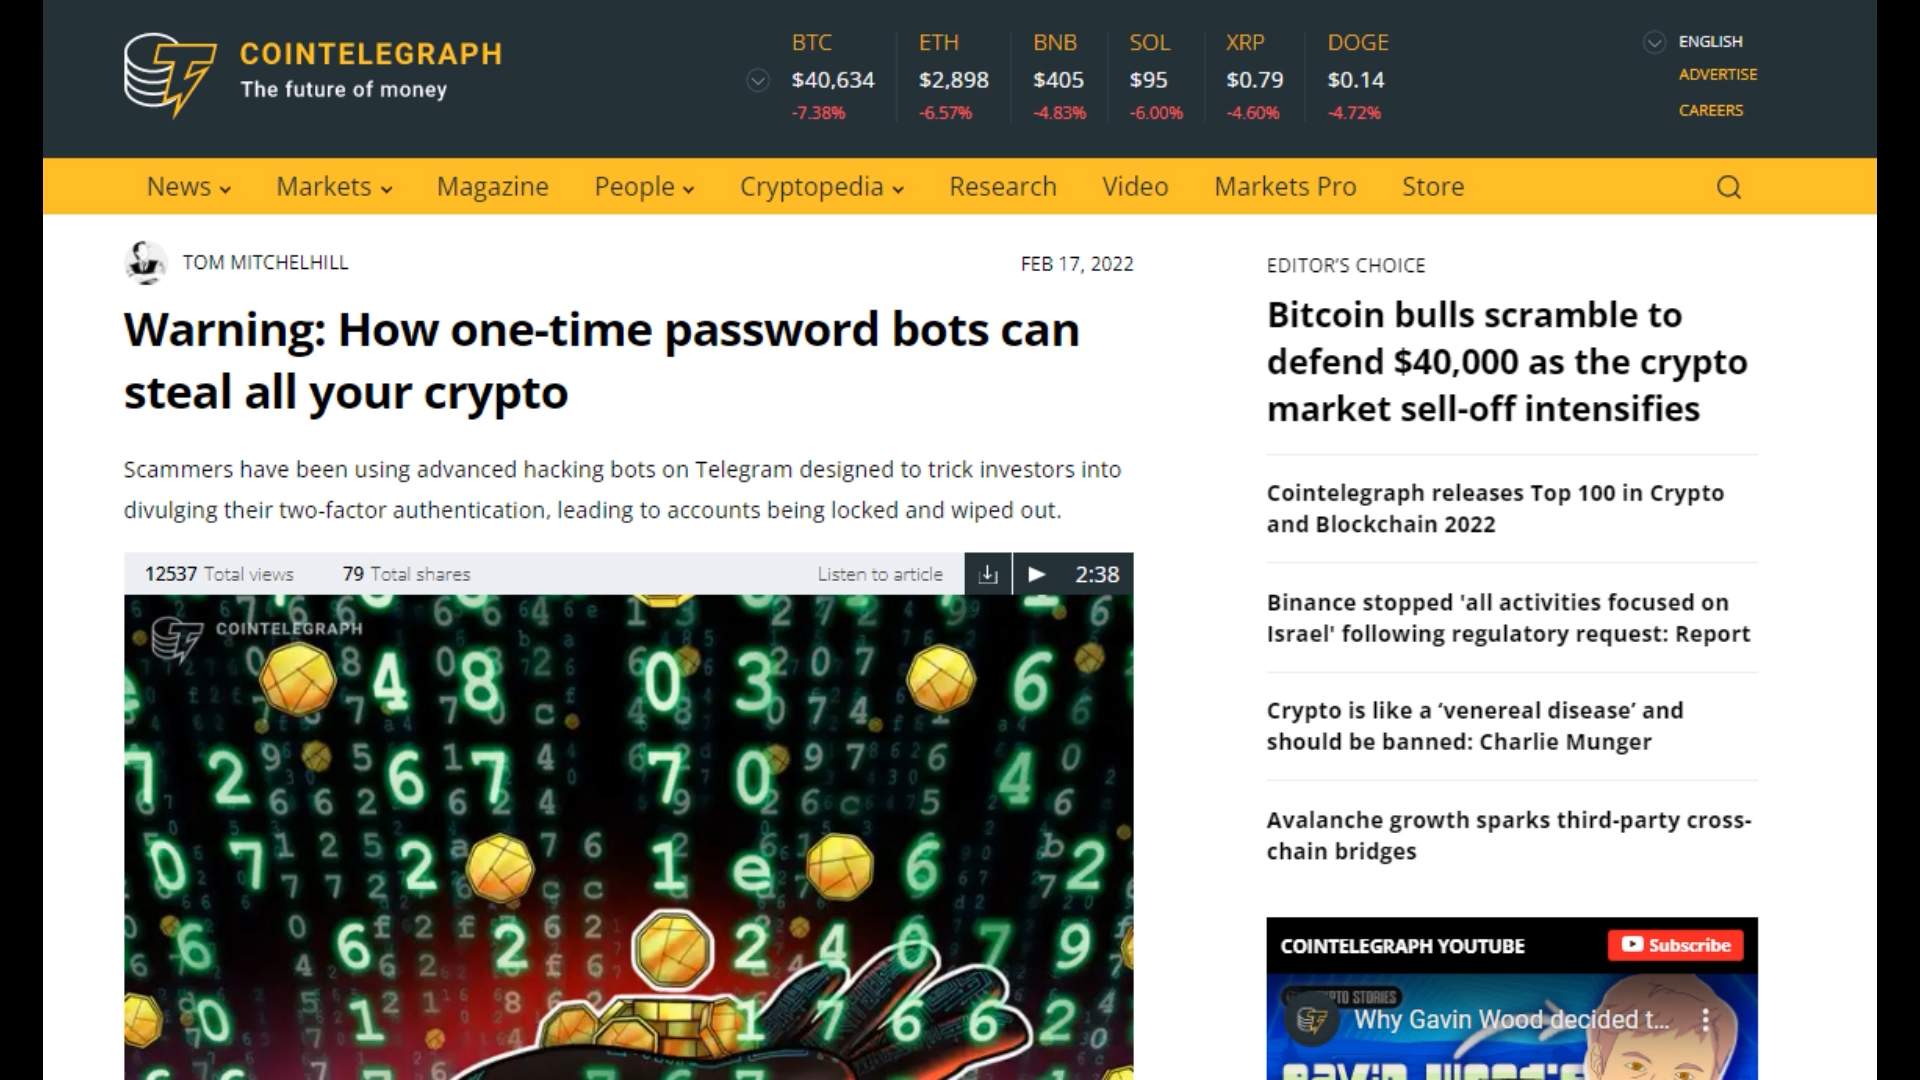 COINTELEGRAPH
The future of money
BTC ETH BNB SOL XRP DOGE
$40,634 $2,898 $405 $95 $0.79 $0.14
-7.38% -6.57% -4.83% -6.00% -4.60% -4.72%
ENGLISH
ADVERTISE
CAREERS
News Markets Magazine People Cryptopedia Research Video Markets Pro Store
TOM MITCHELHILL
FEB 17, 2022
Warning: How one-time password bots can
steal all your crypto
Scammers have been using advanced hacking bots on Telegram designed to trick investors into
divulging their two-factor authentication, leading to accounts being locked and wiped out.
12537 Total views 79 Total shares Listen to article 2:38
COINTELEGRAPH
EDITOR'S CHOICE
Bitcoin bulls scramble to
defend $40,000 as the crypto
market sell-off intensifies
Cointelegraph releases Top 100 in Crypto
and Blockchain 2022
Binance stopped 'all activities focused on
Israel' following regulatory request: Report
Crypto is like a ‘venereal disease’ and
should be banned: Charlie Munger
Avalanche growth sparks third-party cross-
chain bridges
COINTELEGRAPH YOUTUBE
Subscribe
STORIES
Why Gavin Wood decided t...